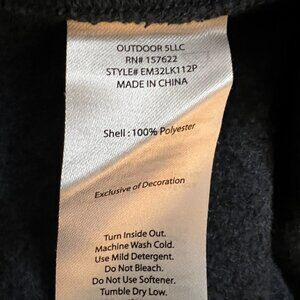 OUTDOOR 5LLC
RN# 157622
STYLE# EM32LK112P
MADE IN CHINA
Shell : 100% Polyester
Exclusive of Decoration
Turn Inside Out.
Machine Wash Cold.
Use Mild Detergent.
Do Not Bleach.
Do Not Use Softener.
Tumble Dry Low.